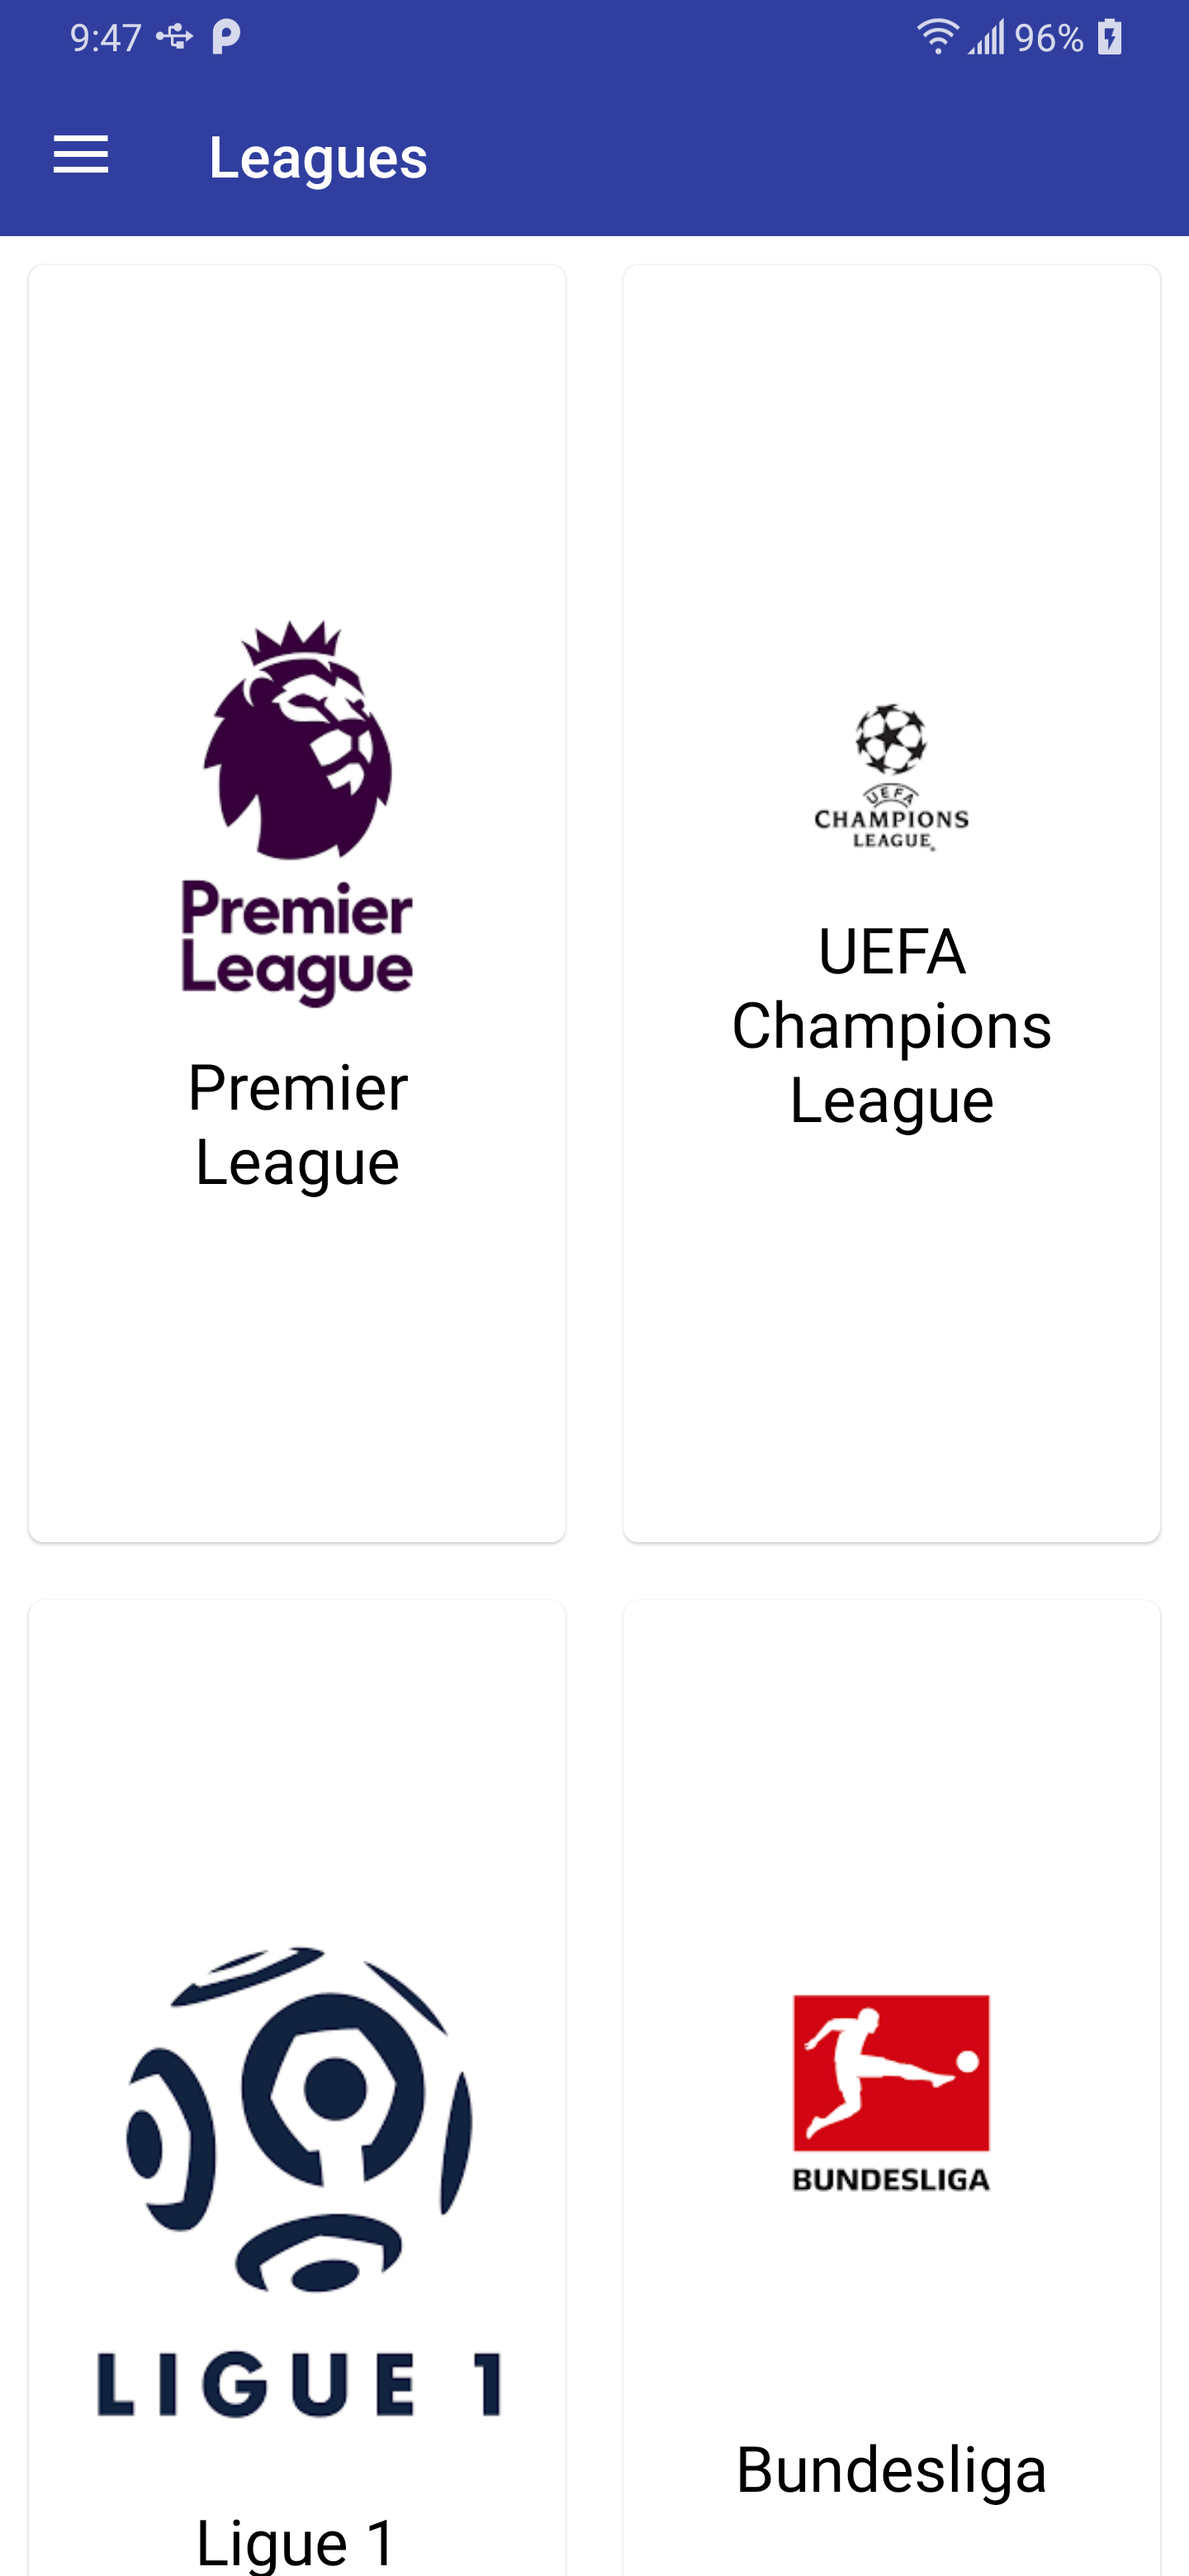 9:47
96%
Leagues
Premier
League
Premier
League
UEFA
CHAMPIONS
LEAGUE
UEFA
Champions
League
LIGUE 1
Ligue 1
BUNDESLIGA
Bundesliga